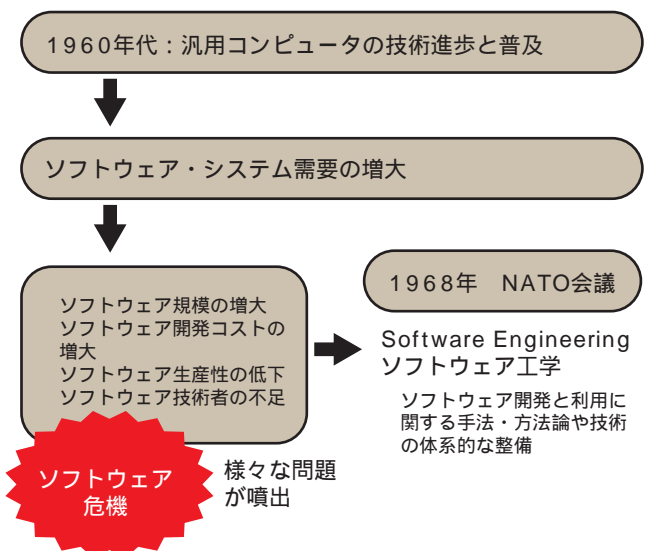 1960年代：汎用コンピュータの技術進歩と普及
ソフトウェア・システム需要の増大
ソフトウェア規模の増大
ソフトウェア開発コストの
増大
ソフトウェア生産性の低下
ソフトウェア技術者の不足
ソフトウェア
危機
様々な問題
が噴出
1968年　NATO会議
Software Engineering
ソフトウェア工学
ソフトウェア開発と利用に
関する手法・方法論や技術
の体系的な整備